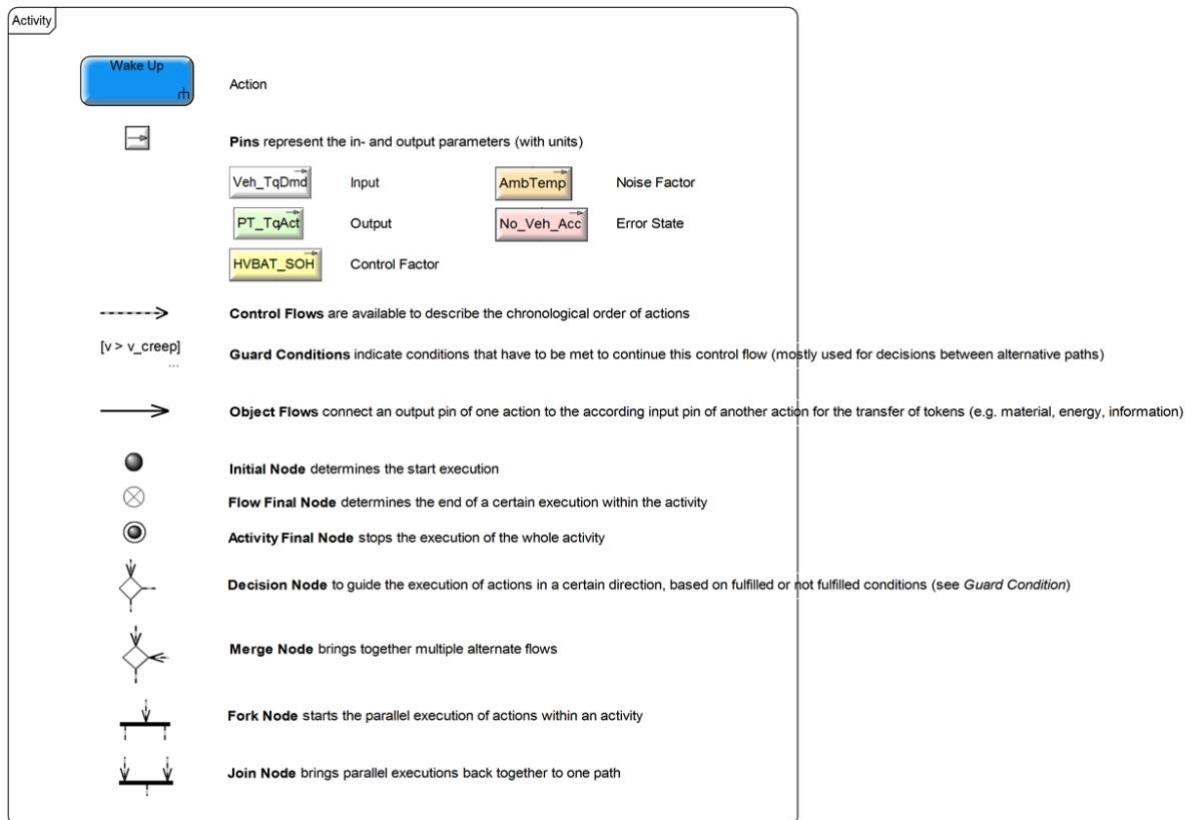 Activity
Wake Up
Action
Pins represent the in- and output parameters (with units)
Veh_TqDmd Input AmbTemp Noise Factor
PT_TqAct Output No_Veh_Acc Error State
HVBAT_SOH Control Factor
Control Flows are available to describe the chronological order of actions
[v > v_creep]
...
Guard Conditions indicate conditions that have to be met to continue this control flow (mostly used for decisions between alternative paths)
Object Flows connect an output pin of one action to the according input pin of another action for the transfer of tokens (e.g. material, energy, information)
Initial Node determines the start execution
Flow Final Node determines the end of a certain execution within the activity
Activity Final Node stops the execution of the whole activity
Decision Node to guide the execution of actions in a certain direction, based on fulfilled or not fulfilled conditions (see Guard Condition)
Merge Node brings together multiple alternate flows
Fork Node starts the parallel execution of actions within an activity
Join Node brings parallel executions back together to one path